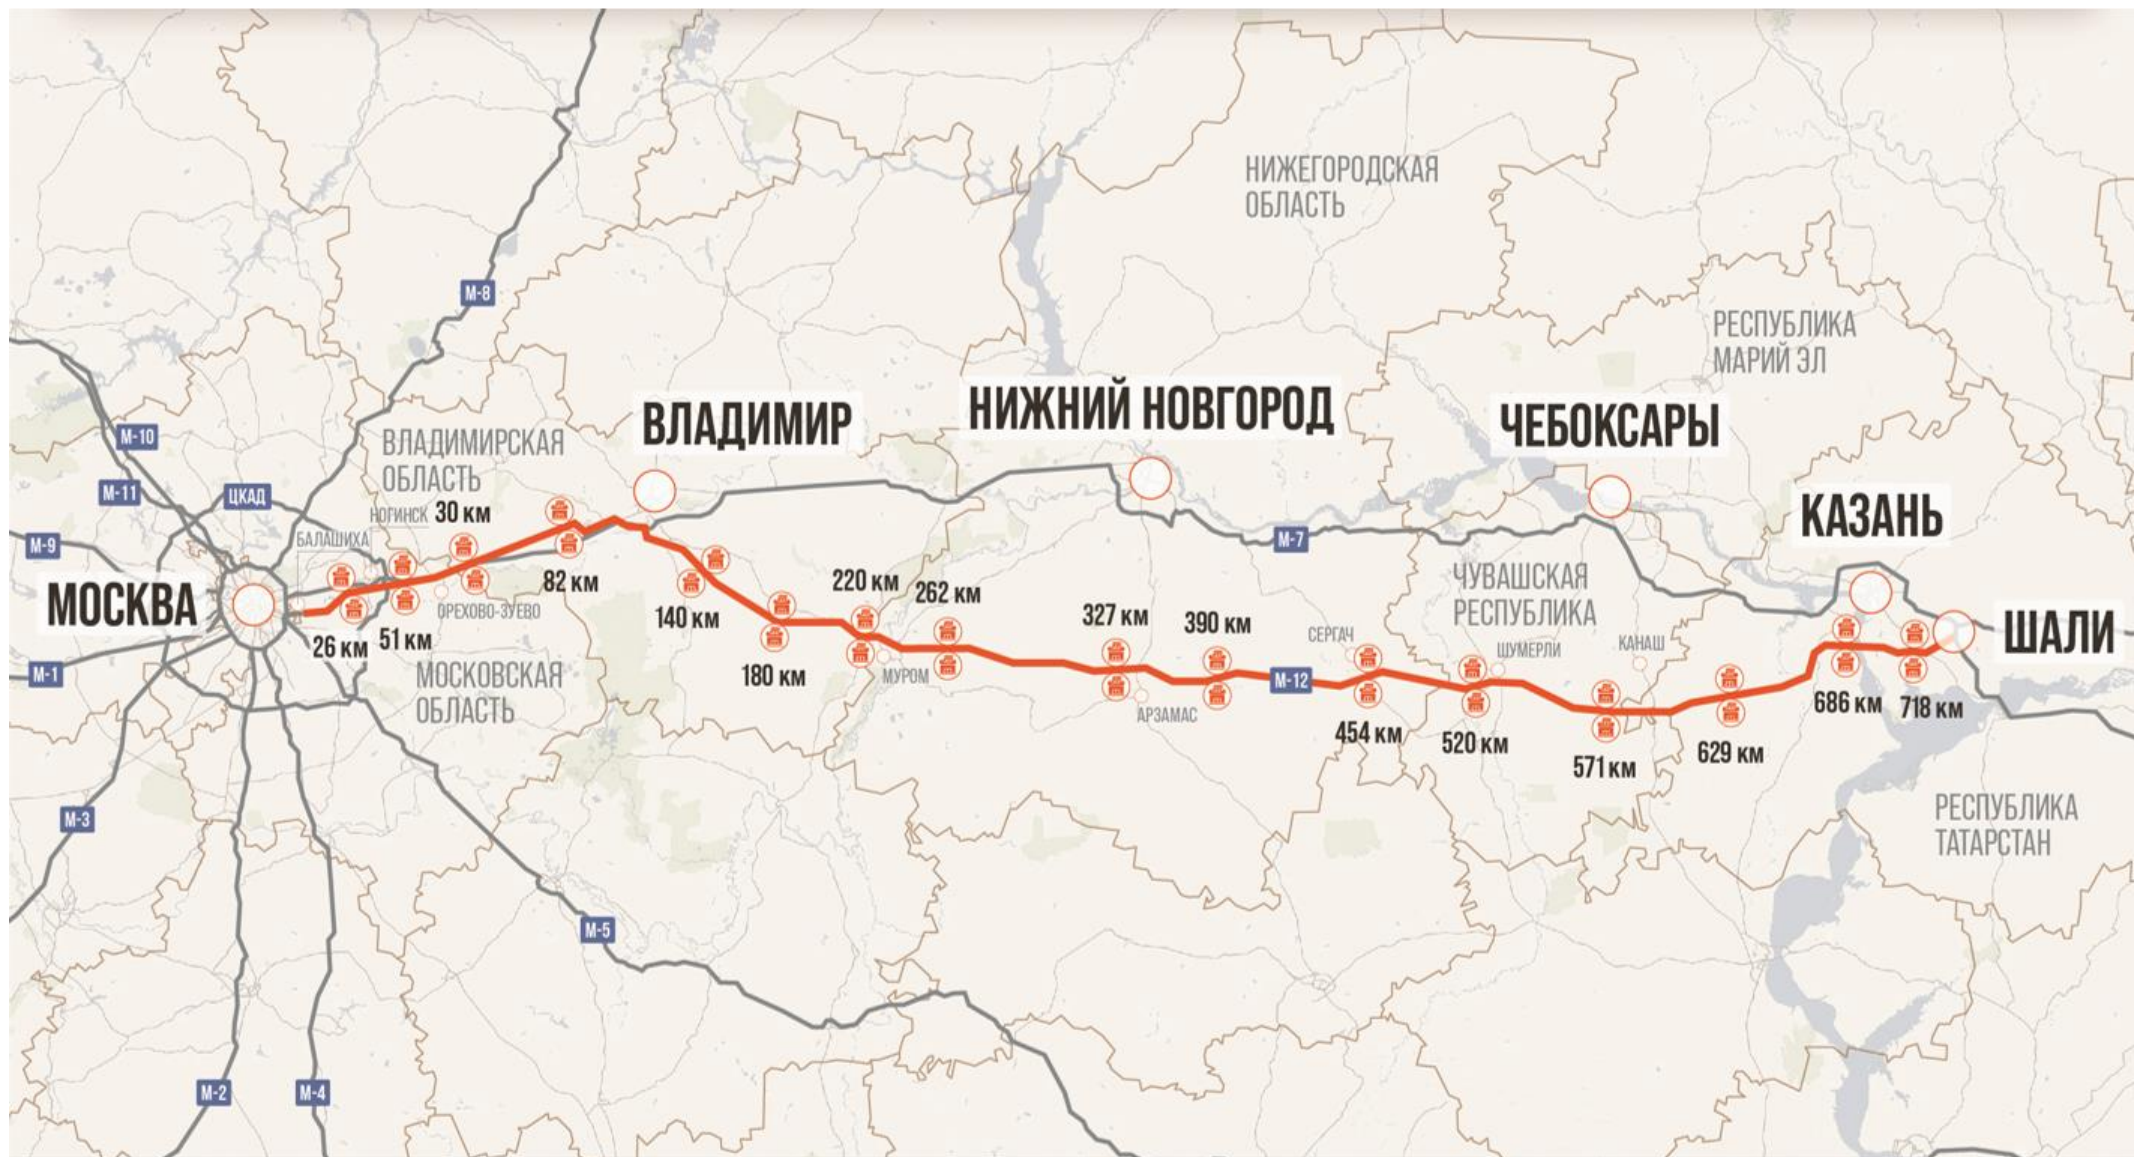 НИЖЕГОРОДСКАЯ
ОБЛАСТЬ
М-8
РЕСПУБЛИКА
МАРИЙ ЭЛ
ВЛАДИМИР
НИЖНИЙ НОВГОРОД
ЧЕБОКСАРЫ
М-10
ВЛАДИМИРСКАЯ
ОБЛАСТЬ
М-11
ЦКАД
НОГИНСК
30 КМ
КАЗАНЬ
М-9
БАЛАШИХА
М-7
МОСКВА
ОРЕХОВО-ЗУЕВО
82 КМ
140 КМ
220 КМ
262 КМ
327 КМ
390 КМ
ЧУВАШСКАЯ
РЕСПУБЛИКА
ШАЛИ
26 КМ
51 КМ
СЕРГАЧ
ШУМЕРЛИ
КАНАШ
М-1
МОСКОВСКАЯ
ОБЛАСТЬ
180 КМ
МУРОМ
М-12
АРЗАМАС
686 КМ
718 КМ
454 КМ
520 КМ
571 КМ
629 КМ
М-3
РЕСПУБЛИКА
ТАТАРСТАН
М-5
М-2
М-4